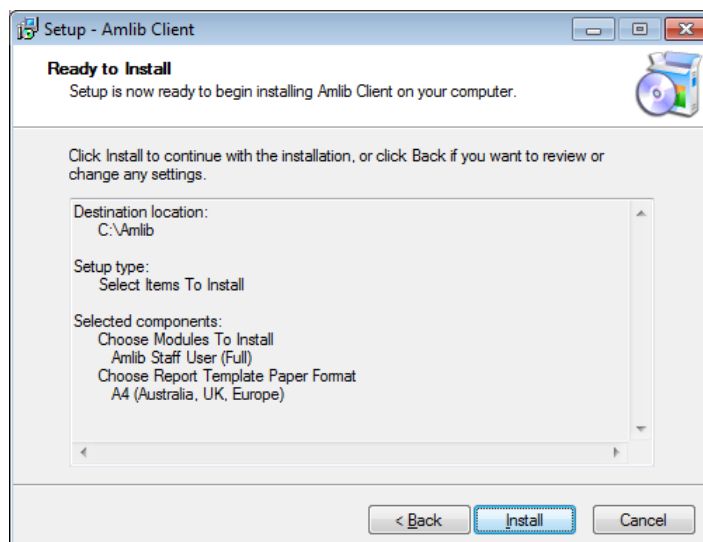 Setup - Amlib Client
Ready to Install
Setup is now ready to begin installing Amlib Client on your computer.
Click Install to continue with the installation, or click Back if you want to review or
change any settings.
Destination location:
C:\Amlib
Setup type:
Select Items To Install
Selected components:
Choose Modules To Install
Amlib Staff User (Full)
Choose Report Template Paper Format
A4 (Australia, UK, Europe)
< Back Install Cancel